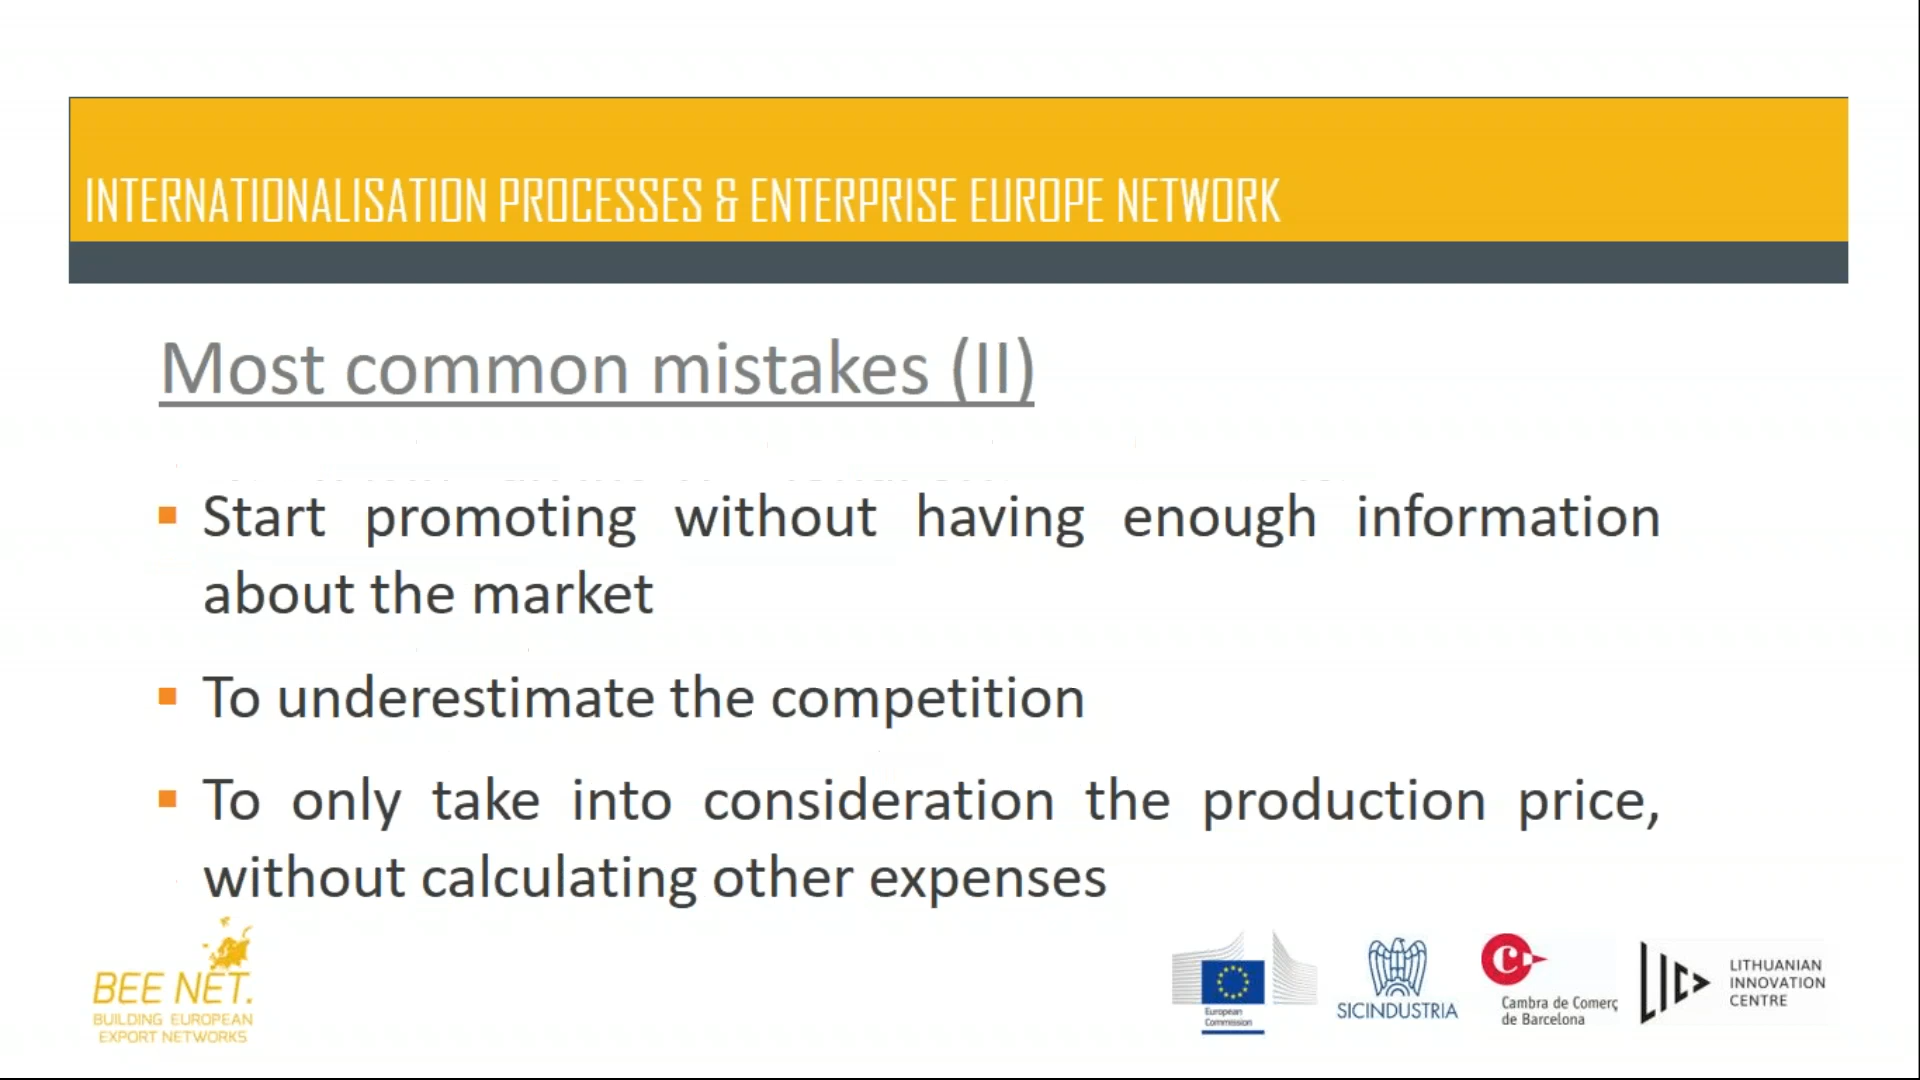 INTERNATIONALISATION PROCESSES & ENTERPRISE EUROPE NETWORK
Most common mistakes (II)
Start promoting without having enough information
about the market
To underestimate the competition
To only take into consideration the production price,
without calculating other expenses
BEE NET.
BUILDING EUROPEAN
EXPORT NETWORKS
European
Commission
SICINDUSTRIA
C
Cambra de Comerç
de Barcelona
LIC
LITHUANIAN
INNOVATION
CENTRE